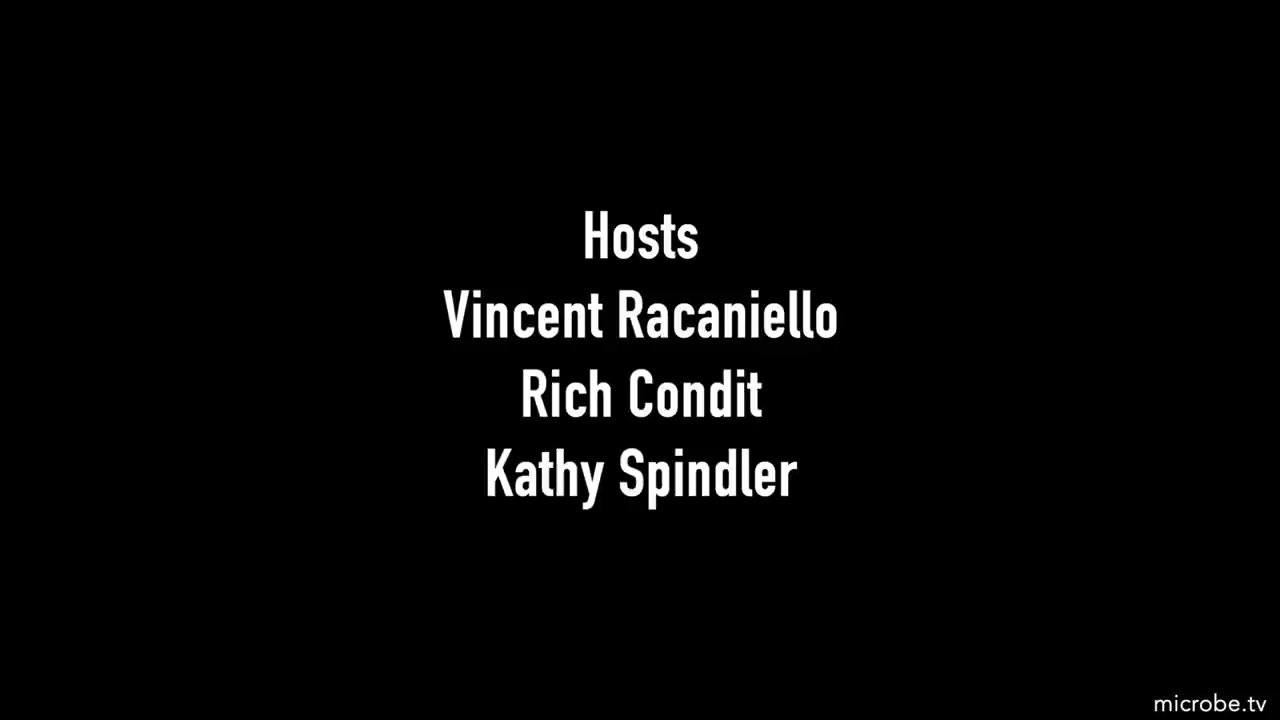 Hosts
Vincent Racaniello
Rich Condit
Kathy Spindler
microbe.tv